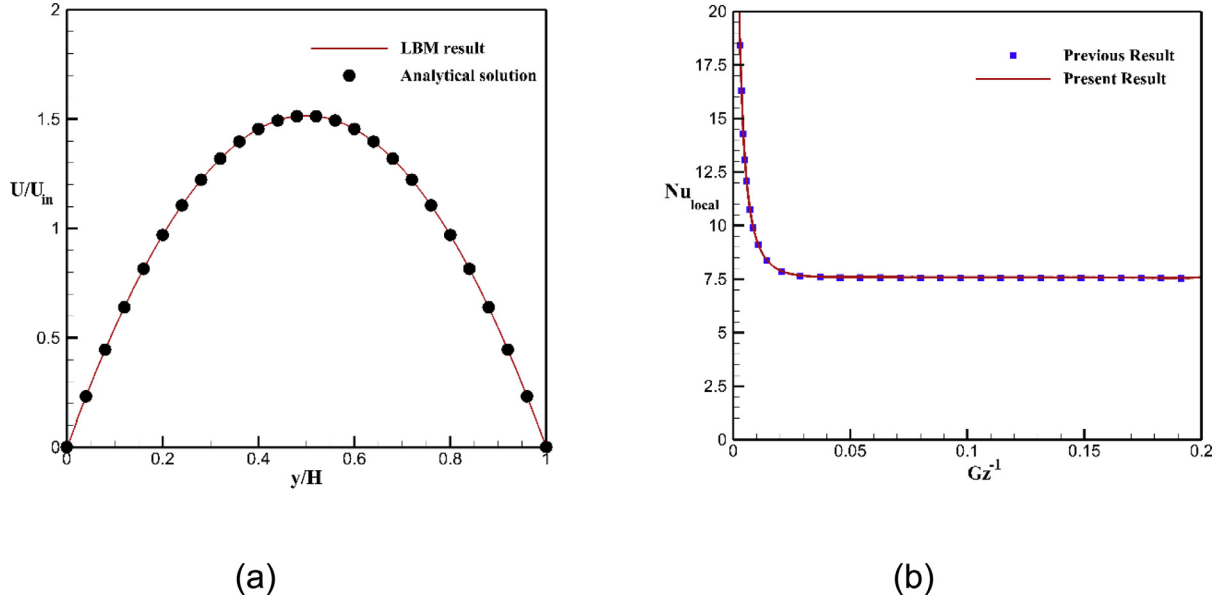 2
1.5
1
0.5
0
U/U_in
LBM result
Analytical solution
0
0.2
0.4
0.6
0.8
1
y/H
(a)
20
17.5
15
12.5
10
7.5
5
2.5
0
Nu_local
Previous Result
Present Result
0
0.05
0.1
0.15
0.2
Gz^-1
(b)